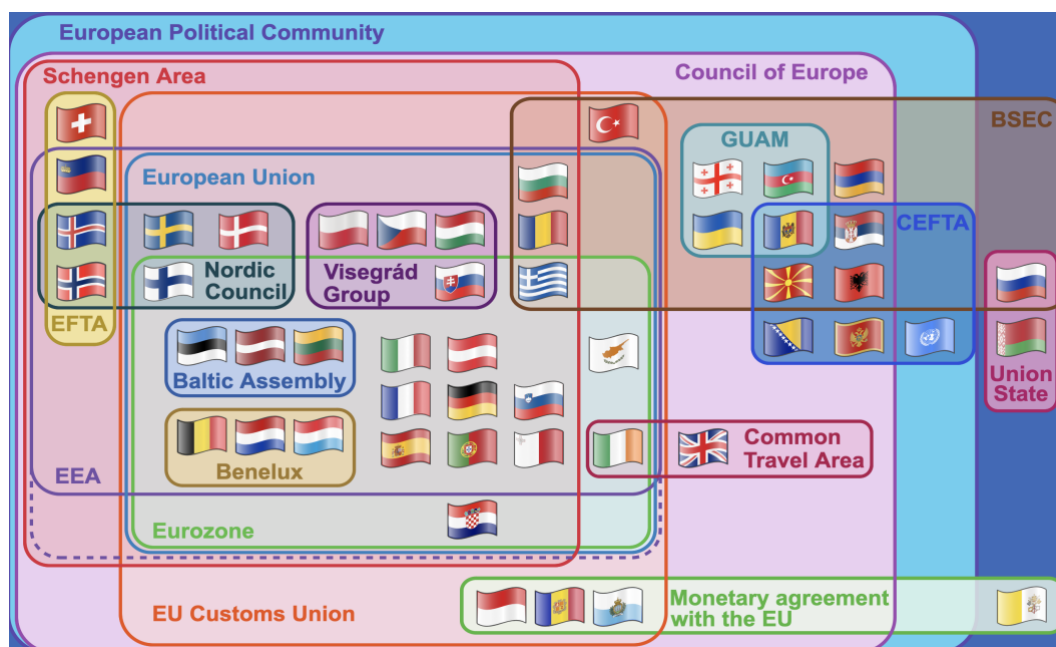 European Political Community
Schengen Area
Council of Europe
BSEC
GUAM
European Union
CEFTA
Nordic
Council
Visegrád
Group
EFTA
Baltic Assembly
Union
State
Common
Travel Area
Benelux
EEA
Eurozone
EU Customs Union
Monetary agreement
with the EU